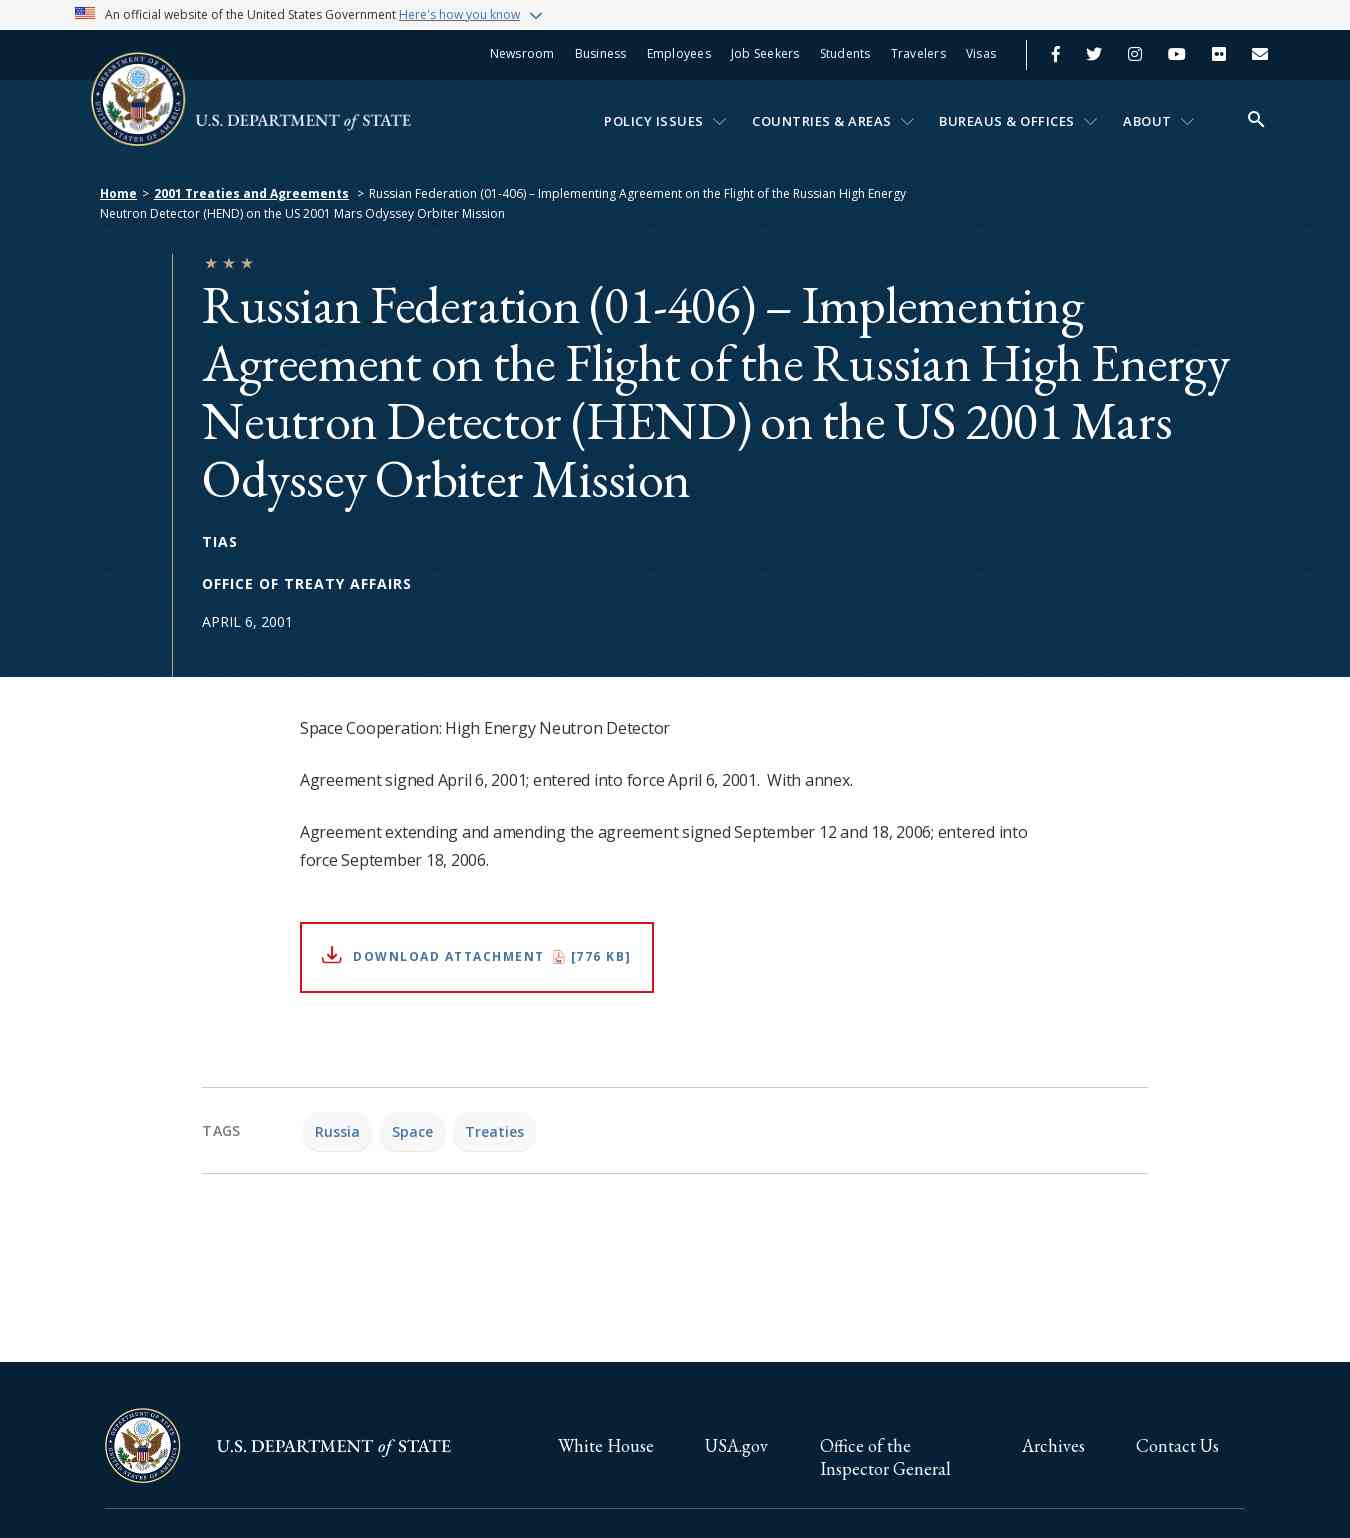 An official website of the United States Government Here's how you know
Newsroom Business Employees Job Seekers Students Travelers Visas
U.S. DEPARTMENT of STATE
POLICY ISSUES COUNTRIES & AREAS BUREAUS & OFFICES ABOUT
Home > 2001 Treaties and Agreements > Russian Federation (01-406) – Implementing Agreement on the Flight of the Russian High Energy
Neutron Detector (HEND) on the US 2001 Mars Odyssey Orbiter Mission
Russian Federation (01-406) – Implementing
Agreement on the Flight of the Russian High Energy
Neutron Detector (HEND) on the US 2001 Mars
Odyssey Orbiter Mission
TIAS
OFFICE OF TREATY AFFAIRS
APRIL 6, 2001
Space Cooperation: High Energy Neutron Detector
Agreement signed April 6, 2001; entered into force April 6, 2001.  With annex.
Agreement extending and amending the agreement signed September 12 and 18, 2006; entered into
force September 18, 2006.
DOWNLOAD ATTACHMENT [776 KB]
TAGS Russia Space Treaties
DEPARTMENT OF STATE
UNITED STATES OF AMERICA
U.S. DEPARTMENT of STATE
White House USA.gov Office of the Archives Contact Us
Inspector General